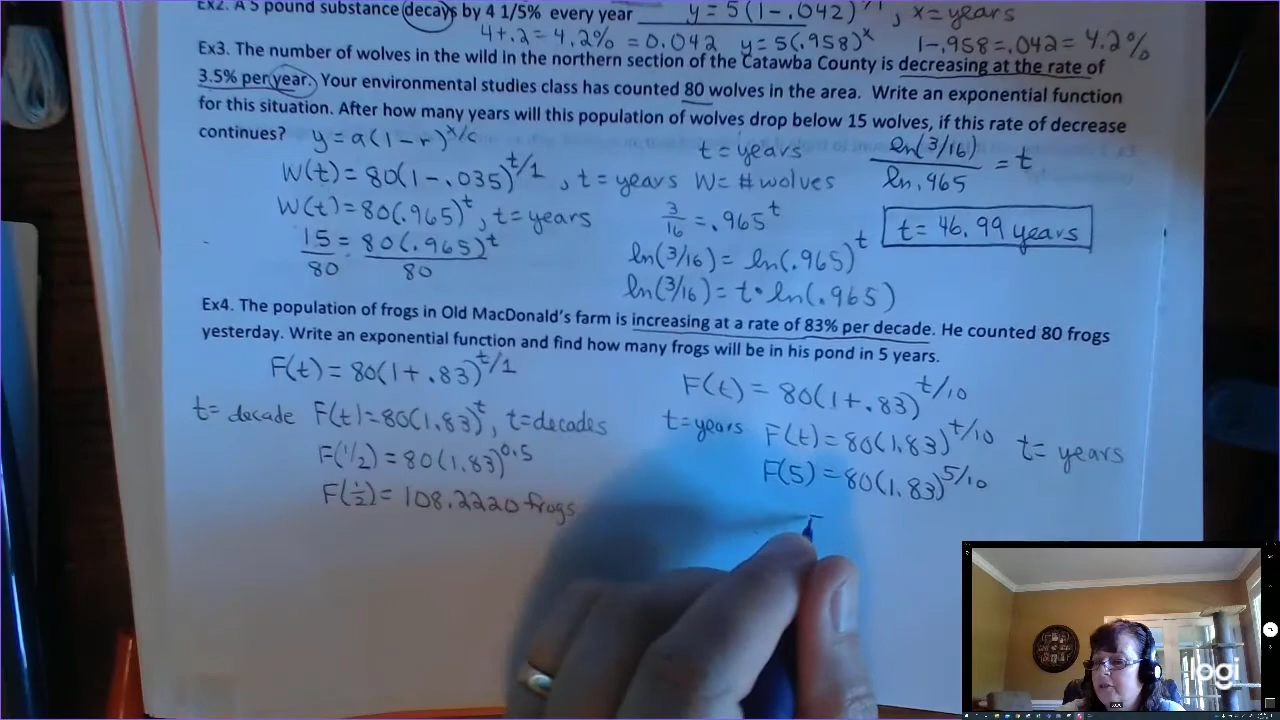 Ex2. A 5 pound substance decays by 4 1/5% every year y = 5(1-.042)^x/1, x=years
4+.2=4.2% =0.042 y=5(.958)^x 1-.958=.042=4.2%
Ex3. The number of wolves in the wild in the northern section of the Catawba County is decreasing at the rate of
3.5% per year. Your environmental studies class has counted 80 wolves in the area. Write an exponential function
for this situation. After how many years will this population of wolves drop below 15 wolves, if this rate of decrease
continues? y=a(1-r)^x/c
W(t)=80(1-.035)^t/1, t=years
W(t)=80(.965)^t, t=years
15/80 = 80(.965)^t/80
t=years
W=#wolves
3/16=.965^t
ln(3/16)=ln(.965)^t
ln(3/16)=t•ln(.965)
ln(3/16)/ln.965 = t
t=46.99 years
Ex4. The population of frogs in Old MacDonald's farm is increasing at a rate of 83% per decade. He counted 80 frogs
yesterday. Write an exponential function and find how many frogs will be in his pond in 5 years.
F(t)=80(1+.83)^t/1
t=decade F(t)=80(1.83)^t, t=decades
F(1/2)=80(1.83)^0.5
F(1/2)=108.2220 frogs
F(t)=80(1+.83)^t/10
t=years F(t)=80(1.83)^t/10 t=years
F(5)=80(1.83)^5/10
logi